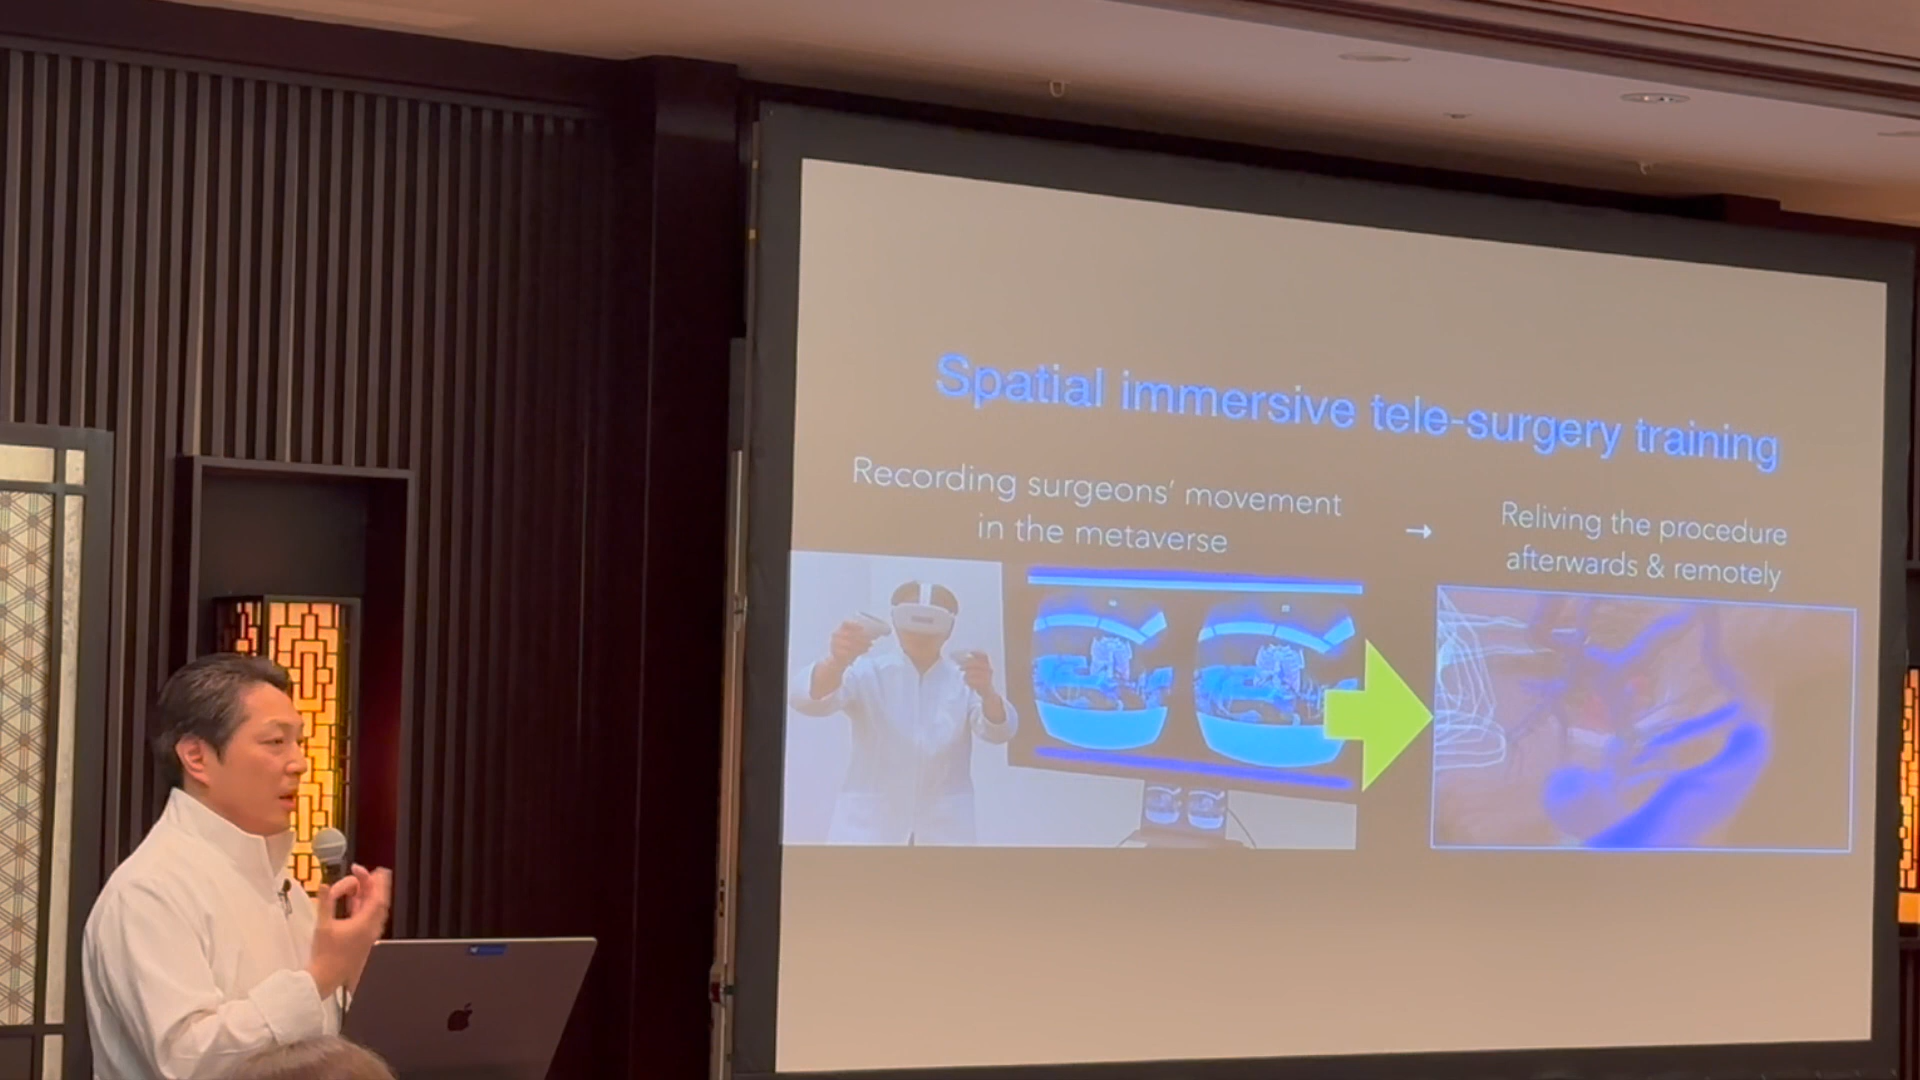 Spatial immersive tele-surgery training
Recording surgeons' movement
in the metaverse
→
Reliving the procedure
afterwards & remotely